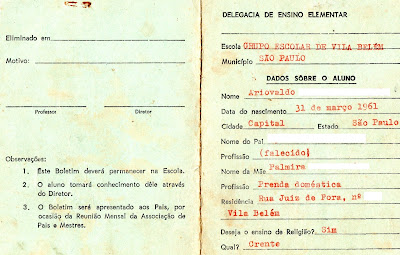 Eliminado em
Motivo:
Professor
Diretor
Observações:
1. Êste Boletim deverá permanecer na Escola.
2. O aluno tomará conhecimento dêle através
do Diretor.
3. O Boletim será apresentado aos Pais, por
ocasião da Reunião Mensal da Associação de
Pais e Mestres.
DELEGACIA DE ENSINO ELEMENTAR
Escola GRUPO ESCOLAR DE VILA BELÉM
Município SÃO PAULO
DADOS SÔBRE O ALUNO
Nome Ariovaldo
Data do nascimento 31 de março 1961
Cidade Capital Estado São Paulo
Nome do Pai
Profissão (falecido)
Nome da Mãe Palmira
Profissão Prenda doméstica
Residência Rua Juiz de Fora, nº
Vila Belém
Deseja o ensino de Religião? Sim
Qual? Crente